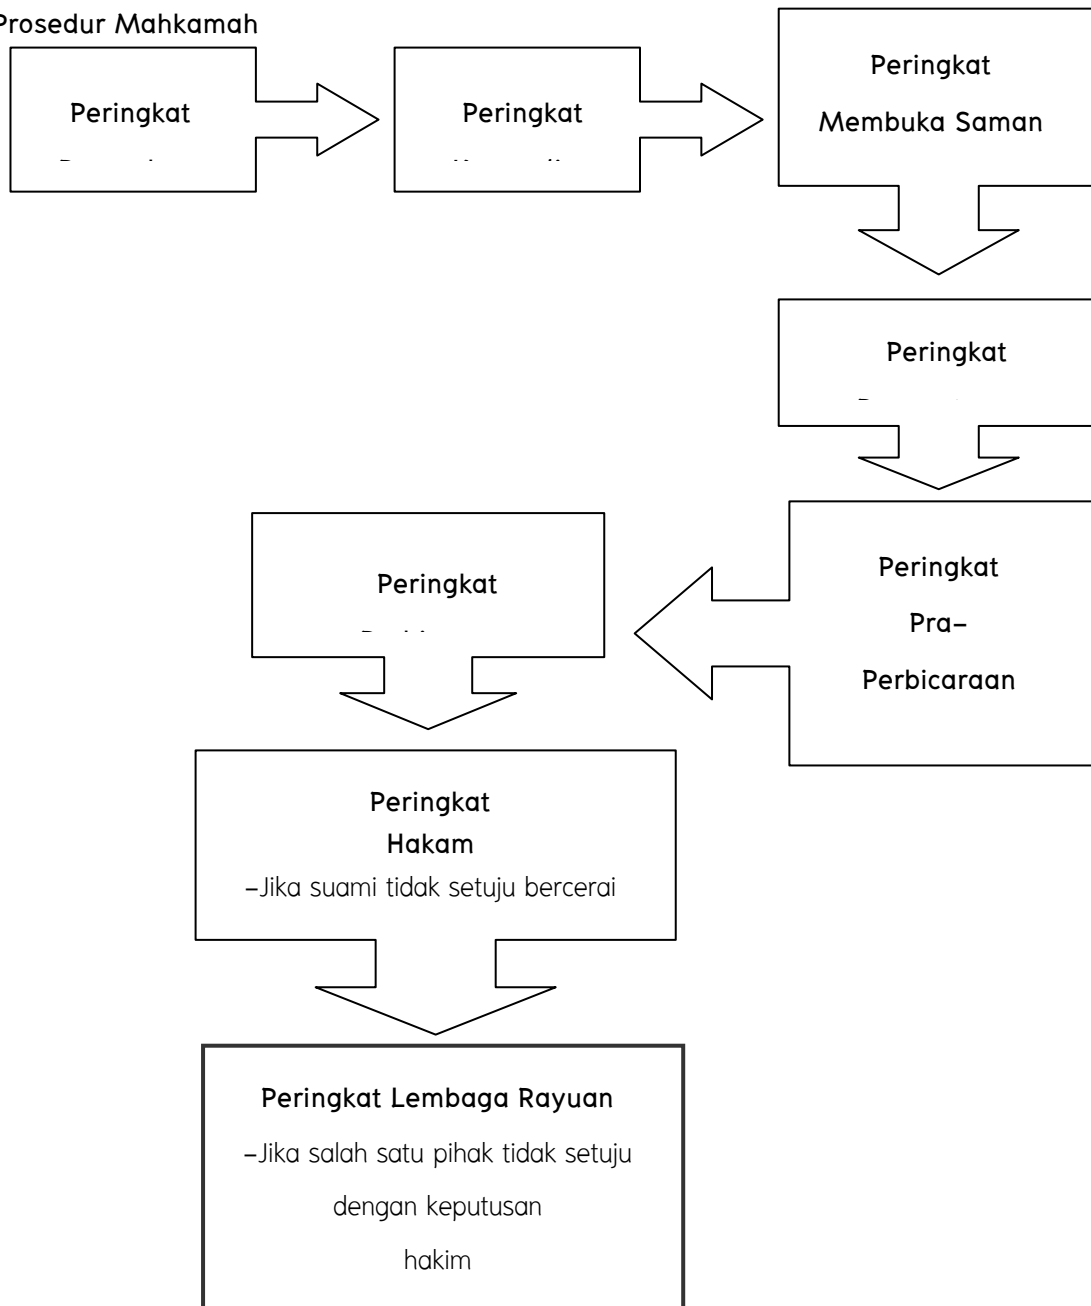 Prosedur Mahkamah
Peringkat
Peringkat
Peringkat
Membuka Saman
Peringkat
Peringkat
Pra–
Perbicaraan
Peringkat
Peringkat
Hakam
–Jika suami tidak setuju bercerai
Peringkat Lembaga Rayuan
–Jika salah satu pihak tidak setuju
dengan keputusan
hakim